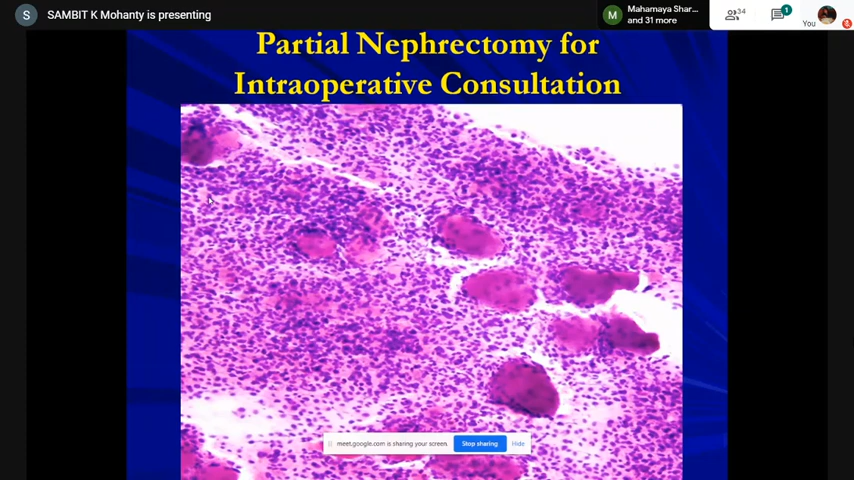 S
SAMBIT K Mohanty is presenting
M
Mahamaya Shar...
and 31 more
34
1
You
Partial Nephrectomy for
Intraoperative Consultation
meet.google.com is sharing your screen.
Stop sharing
Hide